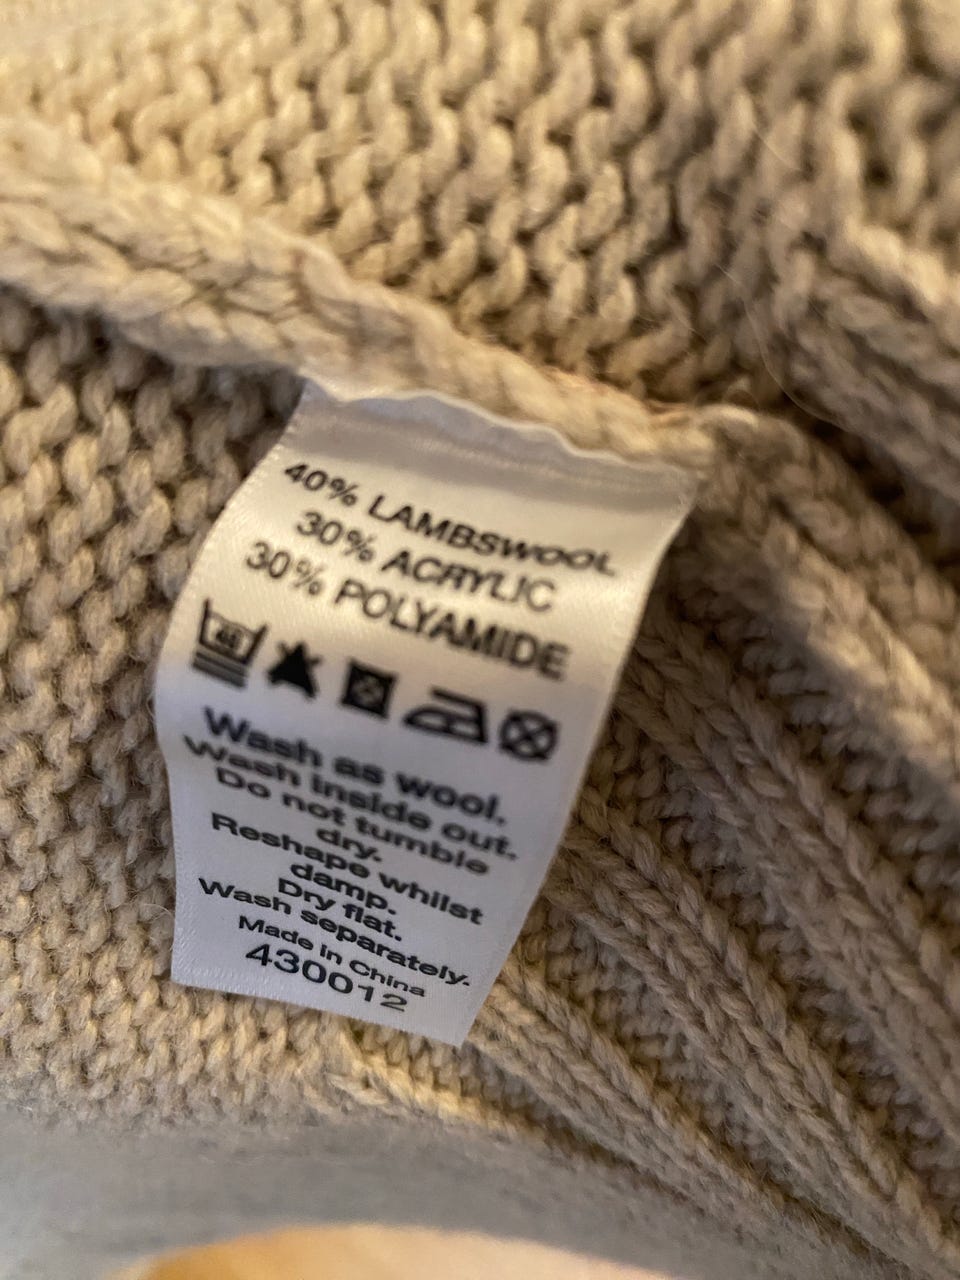 40% LAMBSWOOL
30% ACRYLIC
30% POLYAMIDE
40
Wash as wool.
Wash inside out.
Do not tumble
dry.
Reshape whilst
damp.
Dry flat.
Wash separately.
Made in China
430012